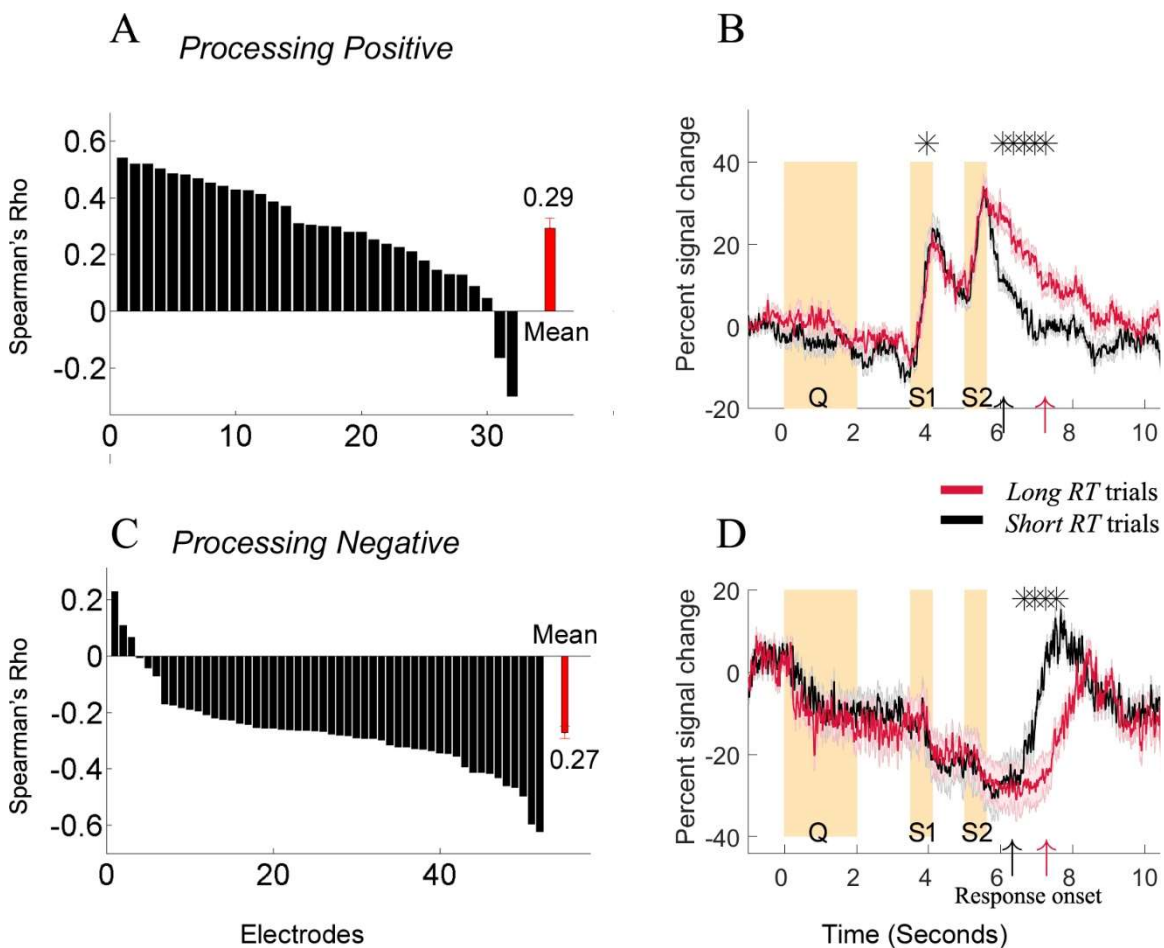 A
Processing Positive
Spearman's Rho
0.6
0.4
0.2
0
-0.2
0.29
Mean
0
10
20
30
B
Percent signal change
40
20
0
-20
Q
S1
S2
0
2
4
6
8
10
Long RT trials
Short RT trials
C
Processing Negative
Spearman's Rho
0.2
0
-0.2
-0.4
-0.6
Mean
0.27
0
20
40
Electrodes
D
Percent signal change
20
0
-20
-40
Q
S1
S2
0
2
4
6
8
10
Response onset
Time (Seconds)